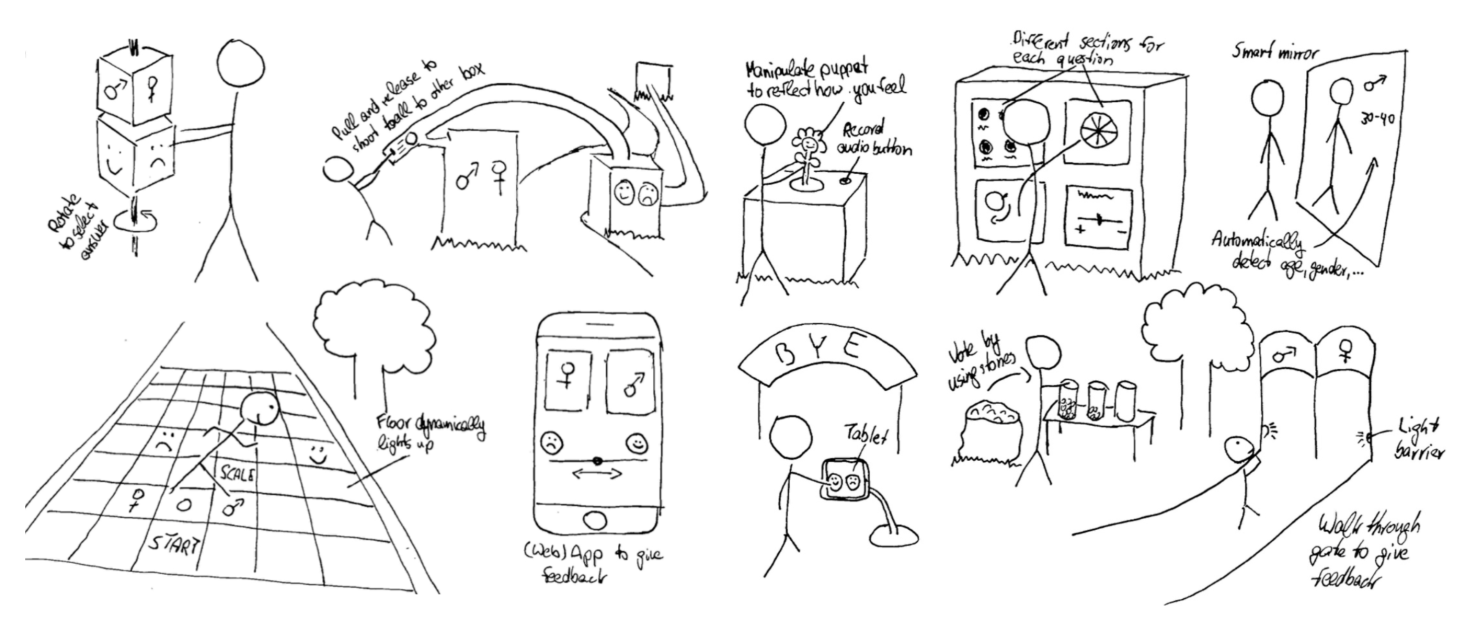 Rotate
to select
answer
Pull and release to
shoot ball to other box
Manipulate puppet
to reflect how you feel
Record
audio button
Different sections for
each question
Smart mirror
30-40
Automatically
detect age, gender,...
Floor dynamically
lights up
SCALE
START
(Web)App to give
feedback
BYE
Tablet
Vote by
using stones
Light
barrier
Walk through
gate to give
feedback